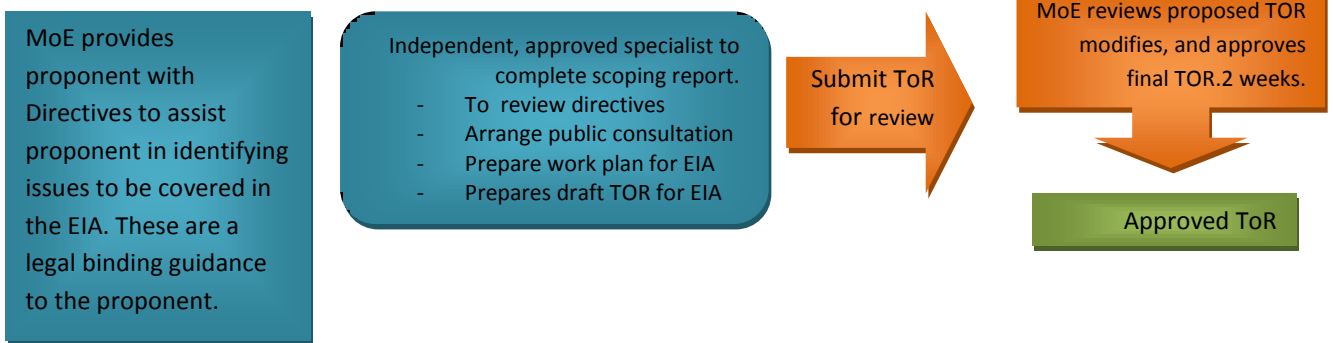 MoE provides
proponent with
Directives to assist
proponent in identifying
issues to be covered in
the EIA. These are a
legal binding guidance
to the proponent.
Independent, approved specialist to
complete scoping report.
- To review directives
- Arrange public consultation
- Prepare work plan for EIA
- Prepares draft TOR for EIA
Submit ToR
for review
MoE reviews proposed TOR
modifies, and approves
final TOR.2 weeks.
Approved ToR